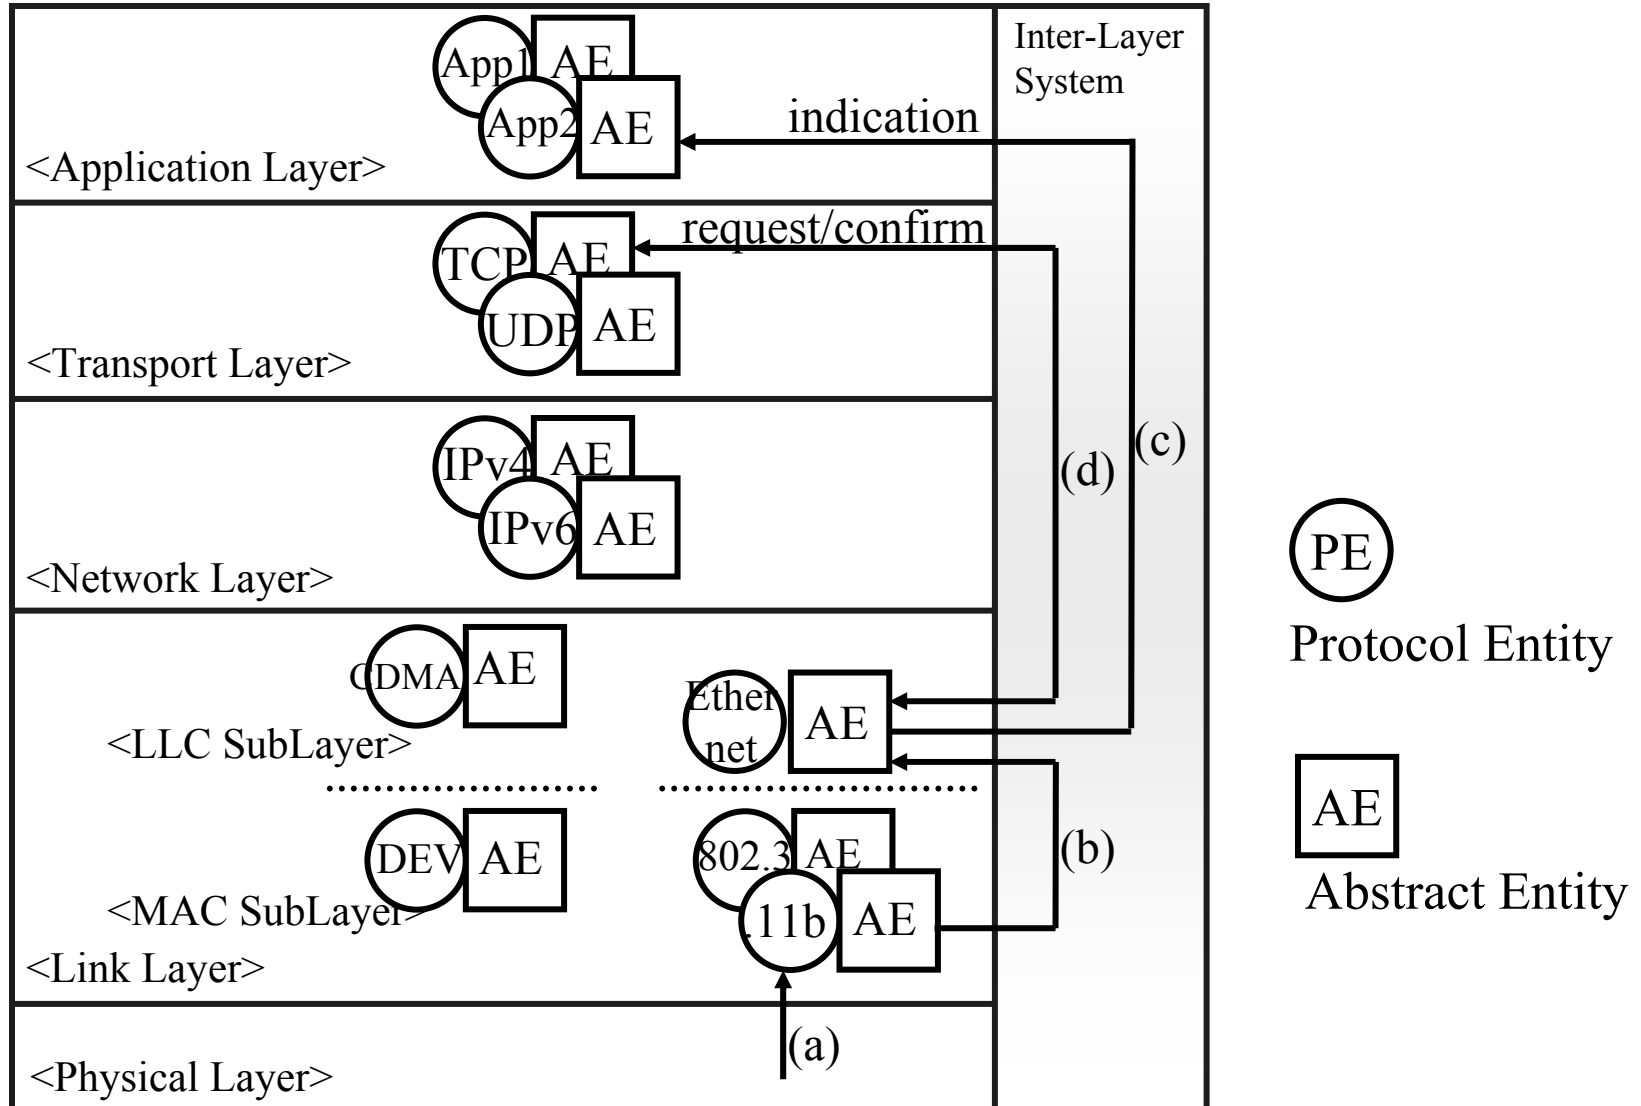 Inter-Layer
System
App1
AE
App2
AE
indication
<Application Layer>
request/confirm
TCP
AE
UDP
AE
<Transport Layer>
IPv4
AE
IPv6
AE
(d)
(c)
<Network Layer>
PE
Protocol Entity
CDMA
AE
Ether
net
AE
<LLC SubLayer>
AE
Abstract Entity
DEV
AE
802.3
AE
.11b
AE
(b)
<MAC SubLayer>
<Link Layer>
(a)
<Physical Layer>